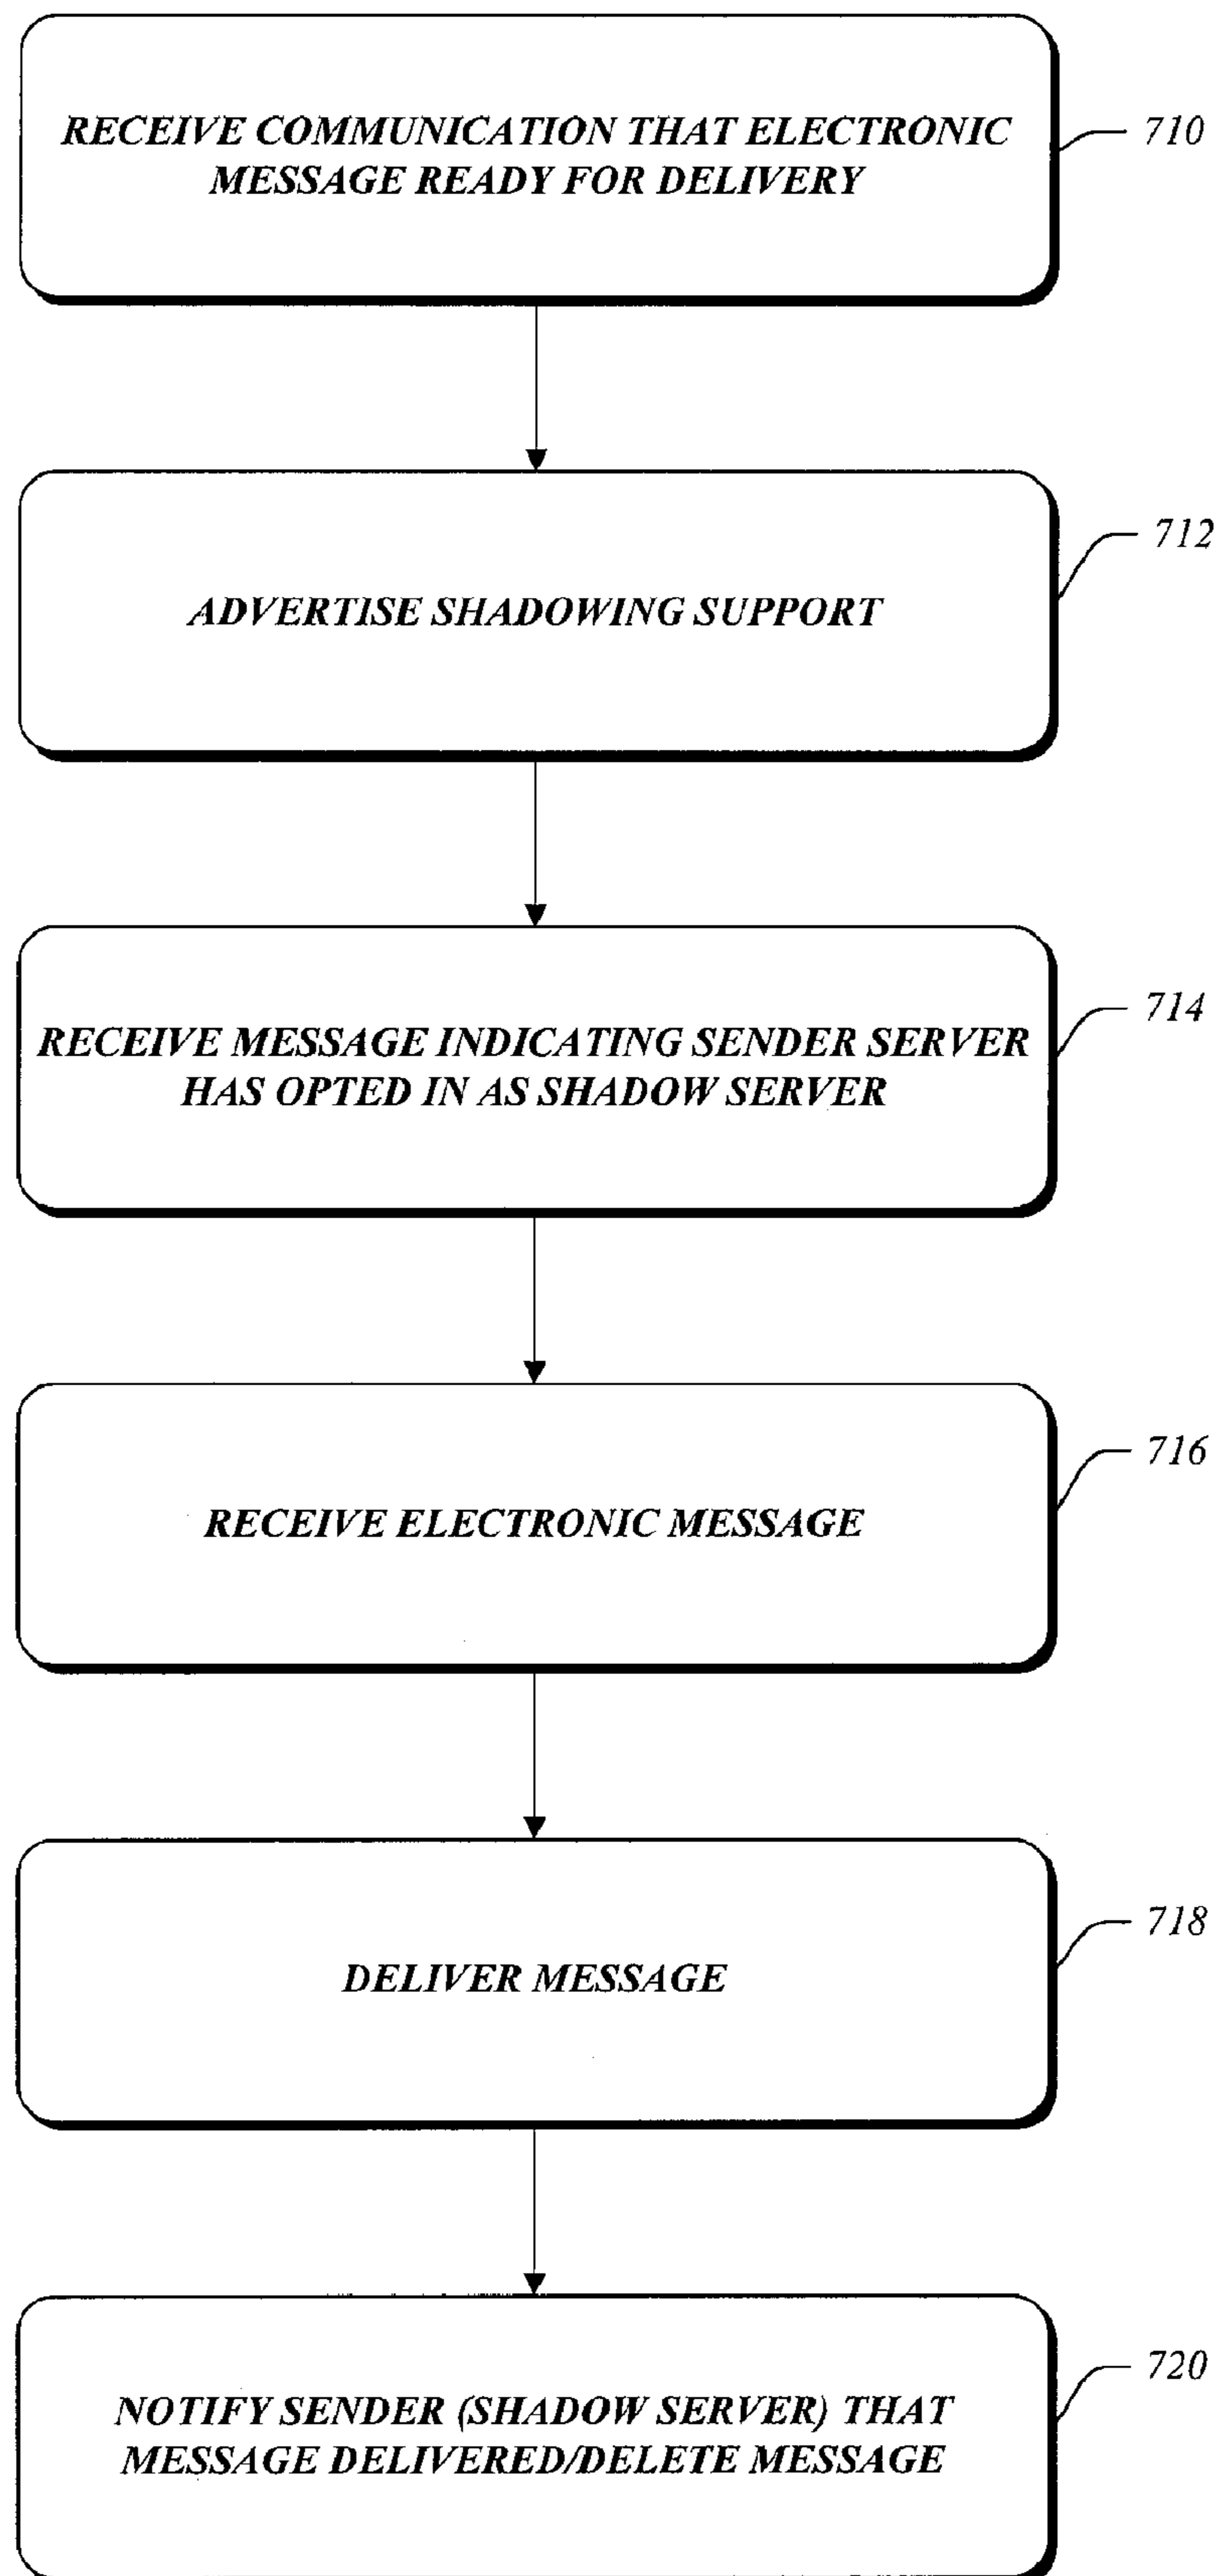 RECEIVE COMMUNICATION THAT ELECTRONIC
MESSAGE READY FOR DELIVERY
710
ADVERTISE SHADOWING SUPPORT
712
RECEIVE MESSAGE INDICATING SENDER SERVER
HAS OPTED IN AS SHADOW SERVER
714
RECEIVE ELECTRONIC MESSAGE
716
DELIVER MESSAGE
718
NOTIFY SENDER (SHADOW SERVER) THAT
MESSAGE DELIVERED/DELETE MESSAGE
720